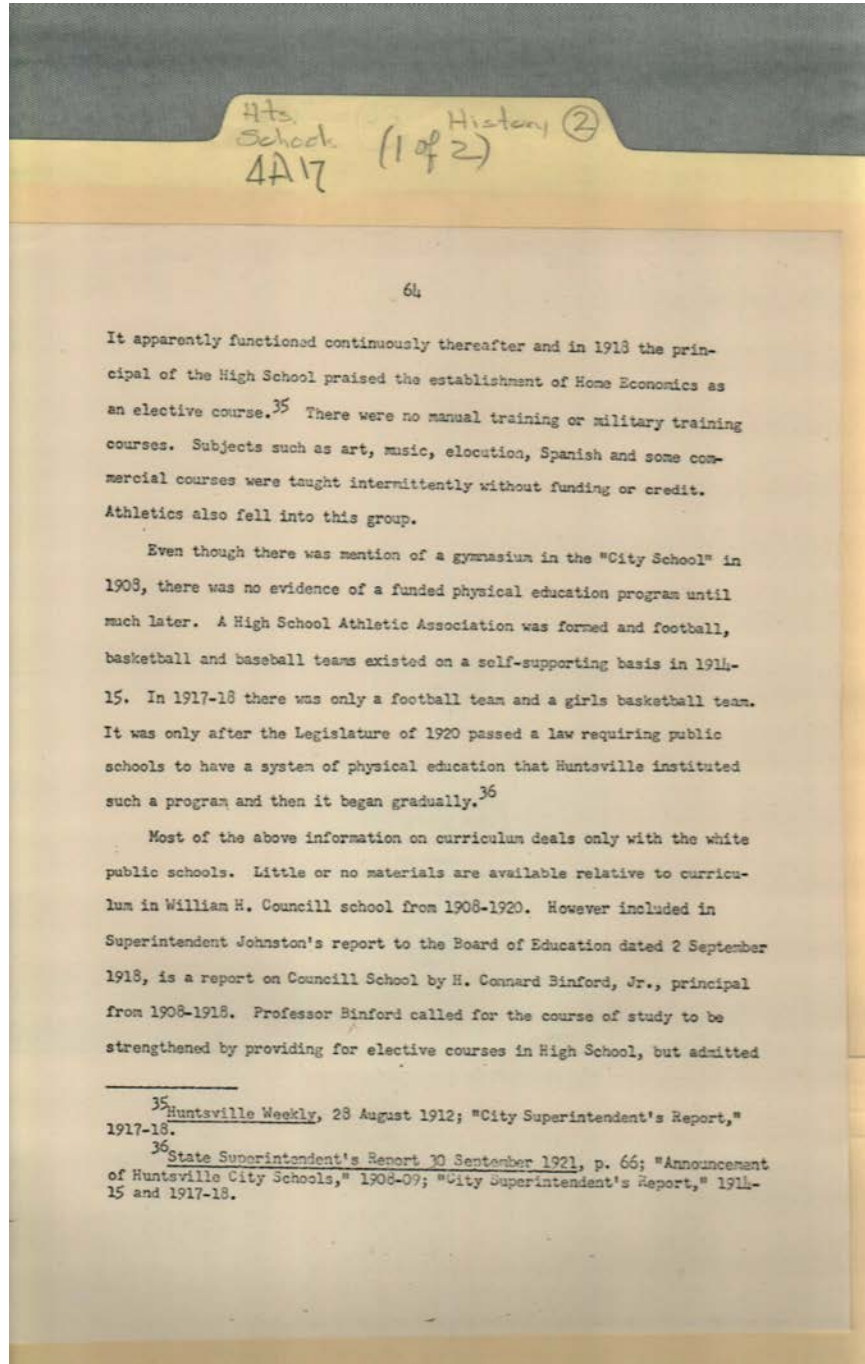 Hts. History ②
Schools (1 of 2)
4A17
64
It apparently functioned continuously thereafter and in 1918 the prin-
cipal of the High School praised the establishment of Home Economics as
an elective course.35 There were no manual training or military training
courses. Subjects such as art, music, elocution, Spanish and some com-
mercial courses were taught intermittently without funding or credit.
Athletics also fell into this group.
Even though there was mention of a gymnasium in the "City School" in
1908, there was no evidence of a funded physical education program until
much later. A High School Athletic Association was formed and football,
basketball and baseball teams existed on a self-supporting basis in 1914-
15. In 1917-18 there was only a football team and a girls basketball team.
It was only after the Legislature of 1920 passed a law requiring public
schools to have a system of physical education that Huntsville instituted
such a program and then it began gradually.36
Most of the above information on curriculum deals only with the white
public schools. Little or no materials are available relative to curricu-
lum in William H. Councill school from 1908-1920. However included in
Superintendent Johnston's report to the Board of Education dated 2 September
1918, is a report on Councill School by H. Connard Binford, Jr., principal
from 1908-1918. Professor Binford called for the course of study to be
strengthened by providing for elective courses in High School, but admitted
35Huntsville Weekly, 28 August 1912; "City Superintendent's Report,"
1917-18.
36State Superintendent's Report 30 September 1921, p. 66; "Announcement
of Huntsville City Schools," 1908-09; "City Superintendent's Report," 1914-
15 and 1917-18.